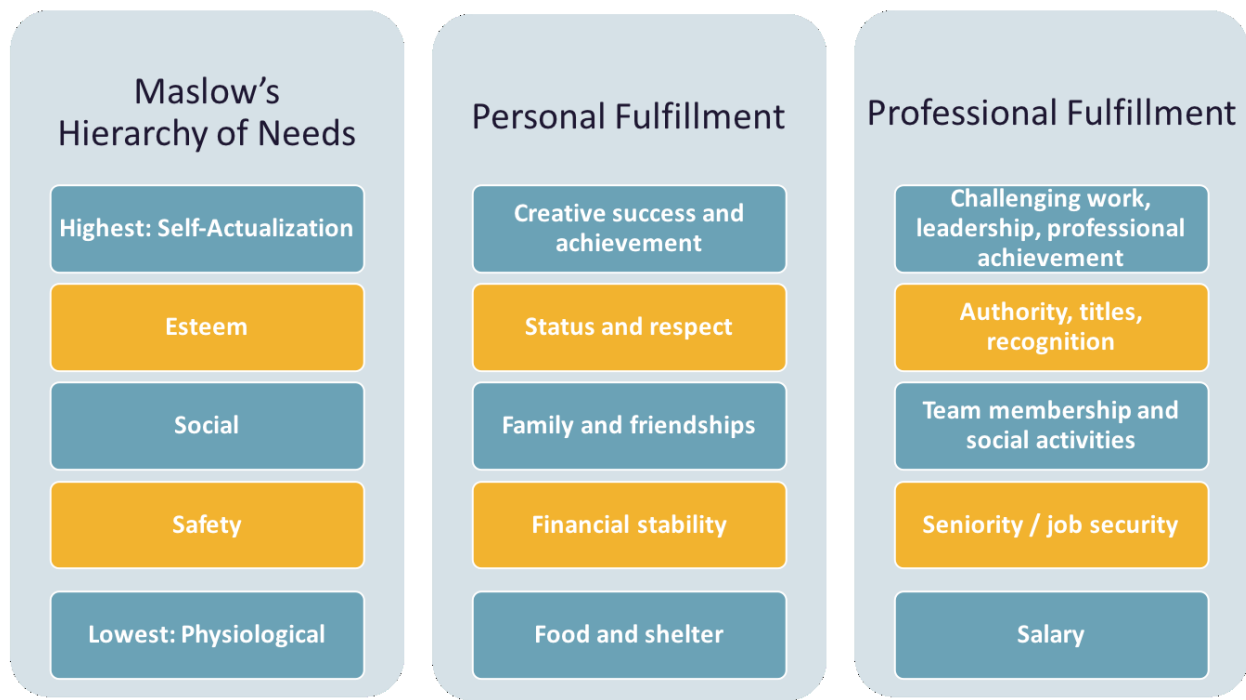 Maslow’s
Hierarchy of Needs
Highest: Self-Actualization
Esteem
Social
Safety
Lowest: Physiological
Personal Fulfillment
Creative success and
achievement
Status and respect
Family and friendships
Financial stability
Food and shelter
Professional Fulfillment
Challenging work,
leadership, professional
achievement
Authority, titles,
recognition
Team membership and
social activities
Seniority / job security
Salary